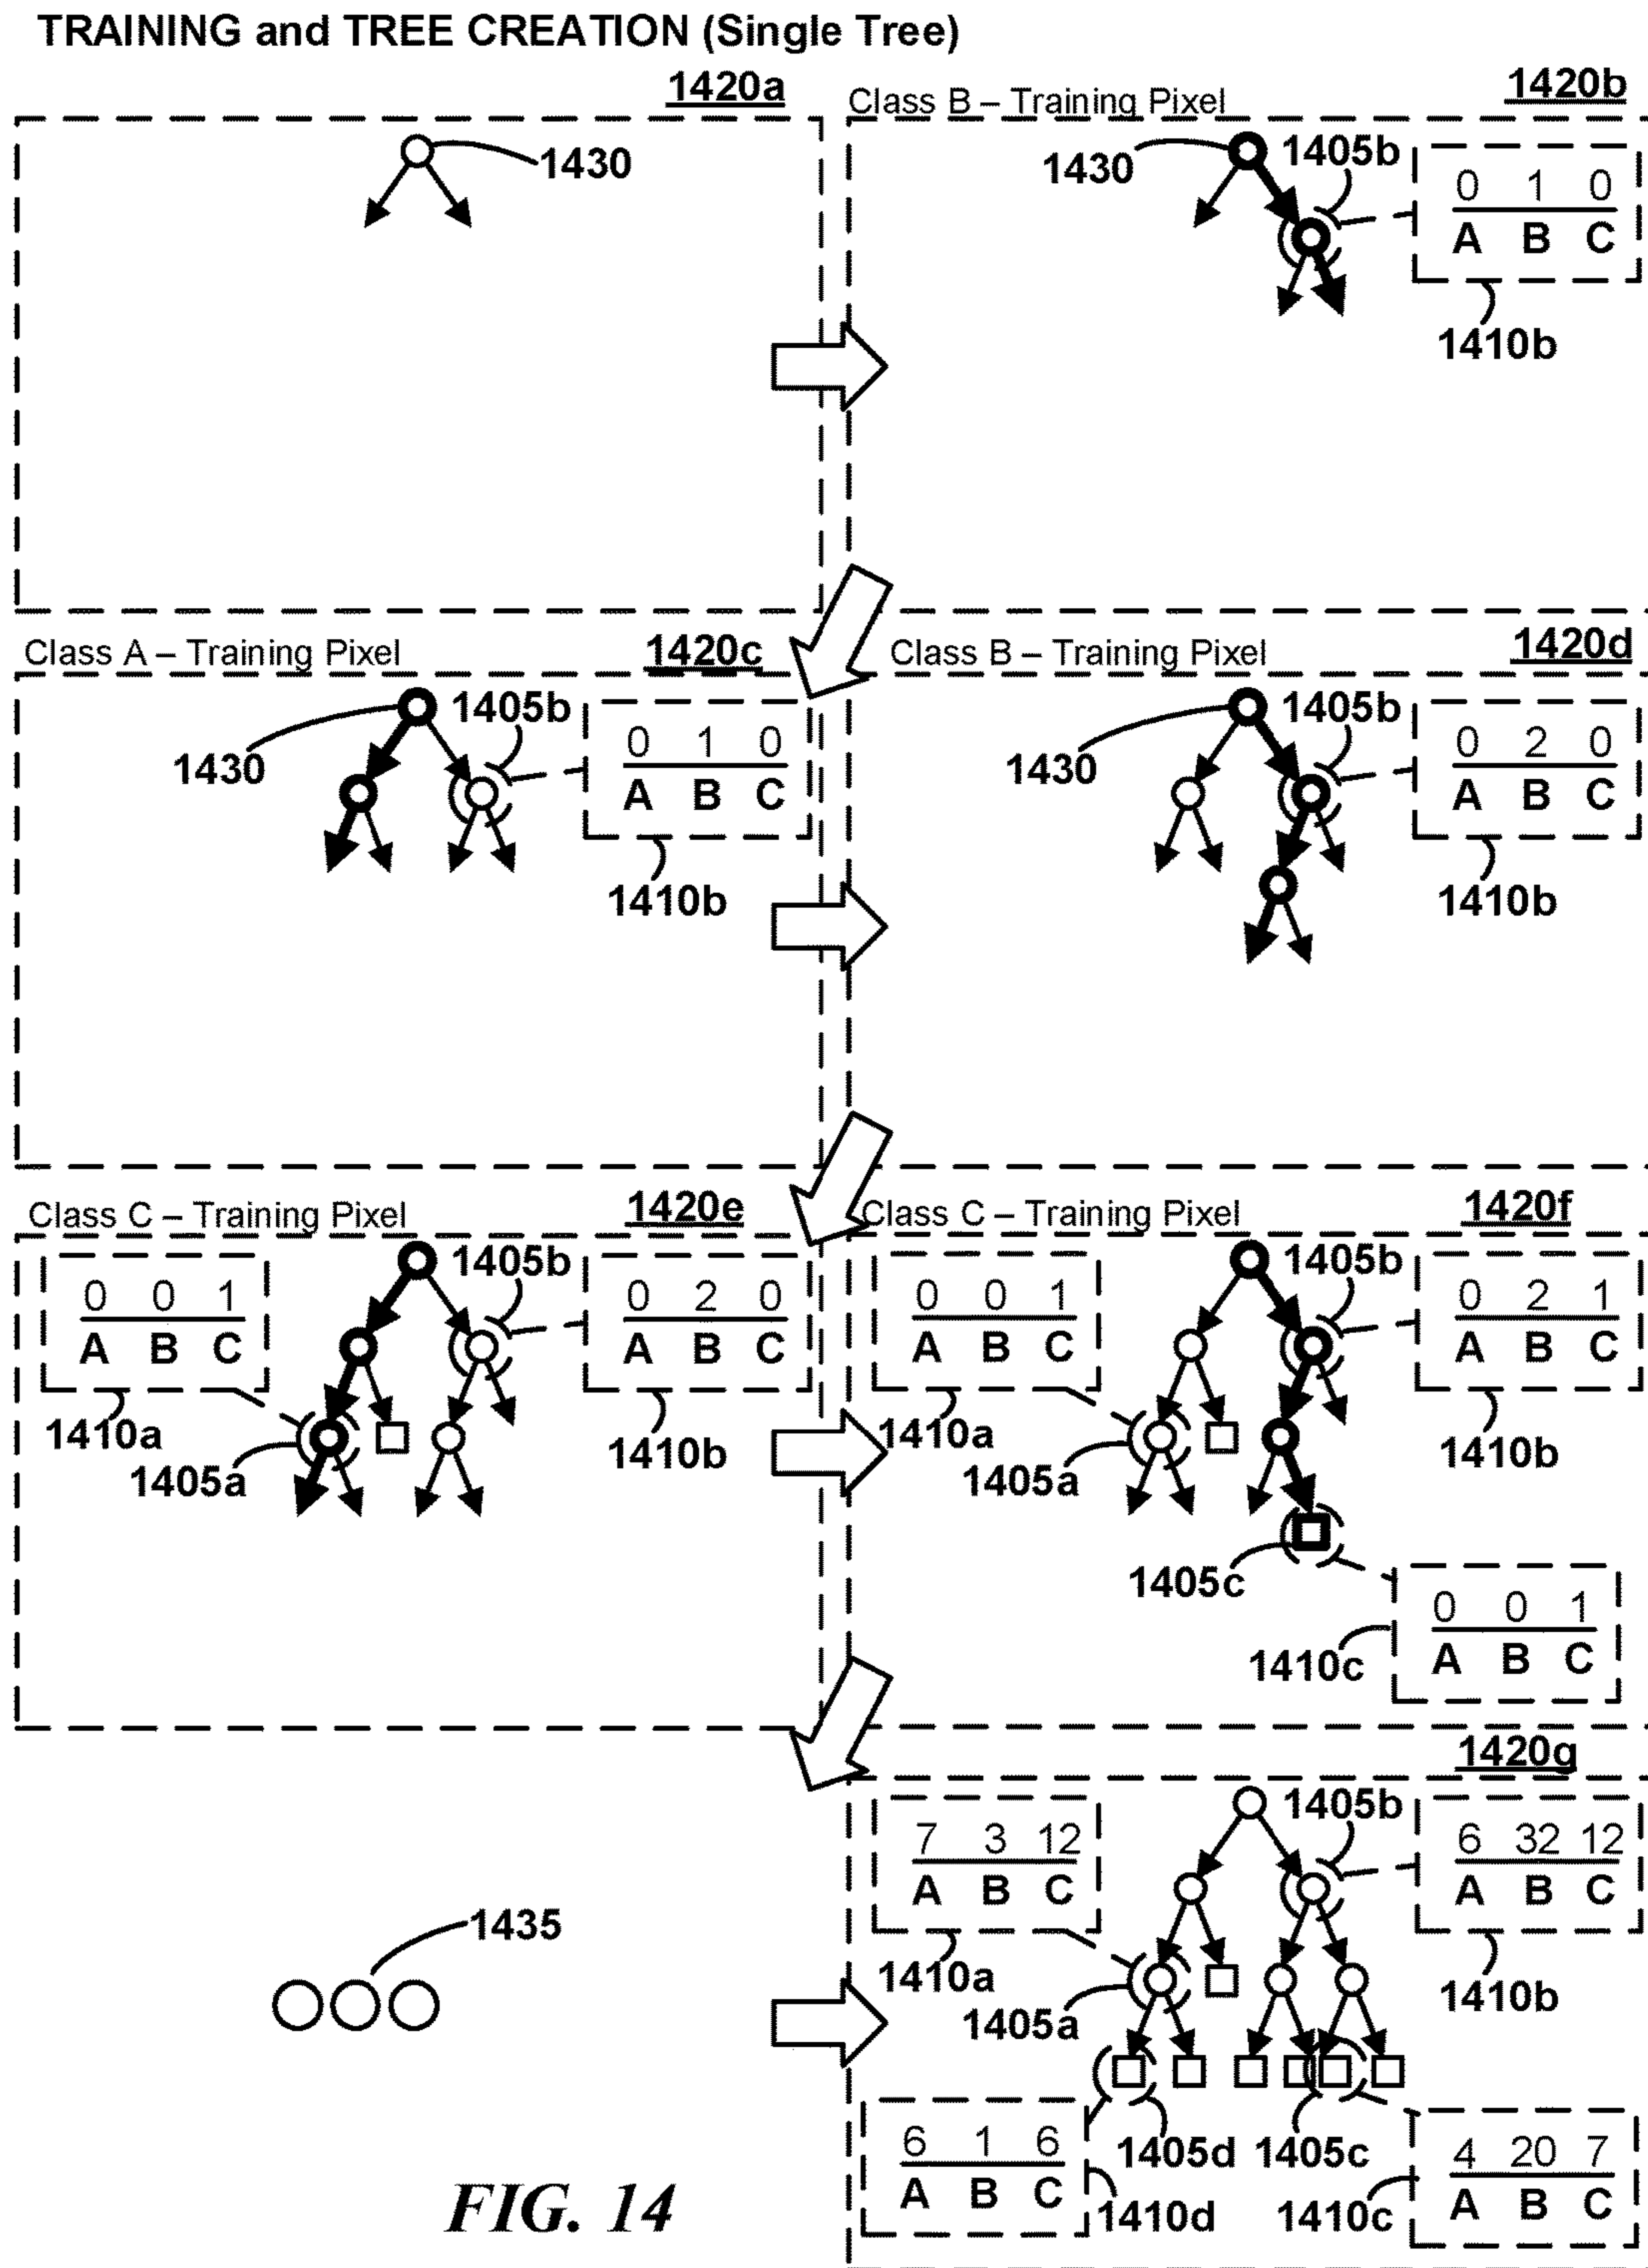 TRAINING and TREE CREATION (Single Tree)
1420a
1430
Class B – Training Pixel
1420b
1430
1405b
0 1 0
A B C
1410b
Class A – Training Pixel
1420c
1405b
1430
0 1 0
A B C
1410b
Class B – Training Pixel
1420d
1405b
1430
0 2 0
A B C
1410b
Class C – Training Pixel
1420e
0 0 1
A B C
1410a
1405a
1405b
0 2 0
A B C
1410b
Class C – Training Pixel
1420f
0 0 1
A B C
1410a
1405a
1405b
0 2 1
A B C
1410b
1405c
0 0 1
A B C
1410c
1435
1420g
7 3 12
A B C
1410a
1405a
1405b
6 32 12
A B C
1410b
6 1 6
A B C
1405d
1410d
1405c
4 20 7
A B C
1410c
FIG. 14